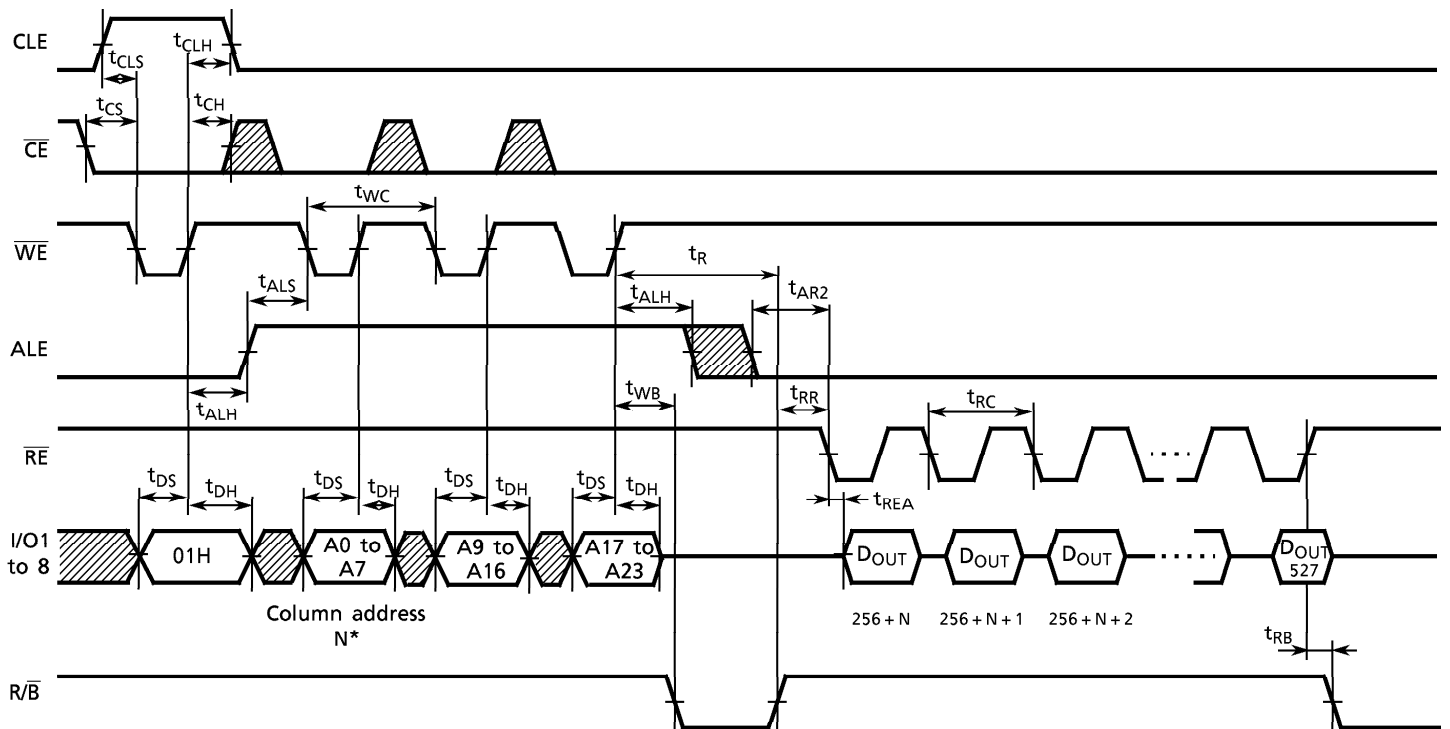 CLE
tCLS
tCLH
tCS
tCH
CE
tWC
WE
tR
tALS
tALH
tAR2
ALE
tALH
tWB
tRR
tRC
RE
tDS
tDH
tDS
tDH
tDS
tDH
tDS
tDH
tREA
I/O1
to 8
01H
A0 to
A7
A9 to
A16
A17 to
A23
DOUT
DOUT
DOUT
DOUT
527
Column address
N*
256 + N
256 + N + 1
256 + N + 2
tRB
R/B